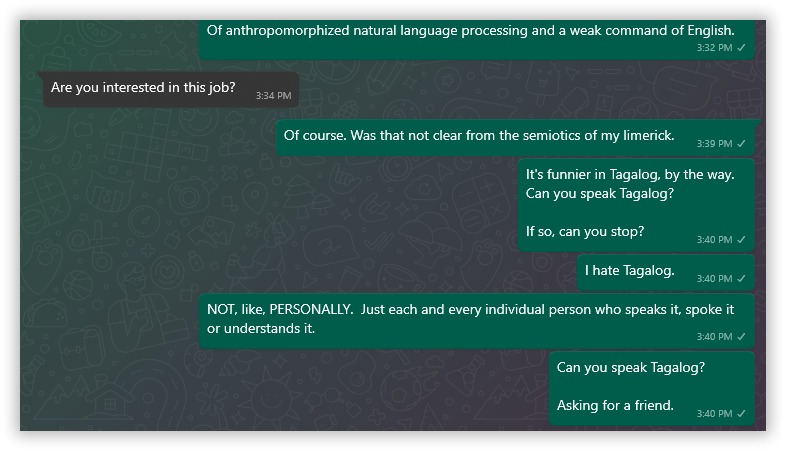 Of anthropomorphized natural language processing and a weak command of English.
3:32 PM ✓
Are you interested in this job?
3:34 PM
Of course. Was that not clear from the semiotics of my limerick.
3:39 PM ✓
It's funnier in Tagalog, by the way.
Can you speak Tagalog?
If so, can you stop?
3:40 PM ✓
I hate Tagalog.
3:40 PM ✓
NOT, like, PERSONALLY.  Just each and every individual person who speaks it, spoke it
or understands it.
3:40 PM ✓
Can you speak Tagalog?
Asking for a friend.
3:40 PM ✓